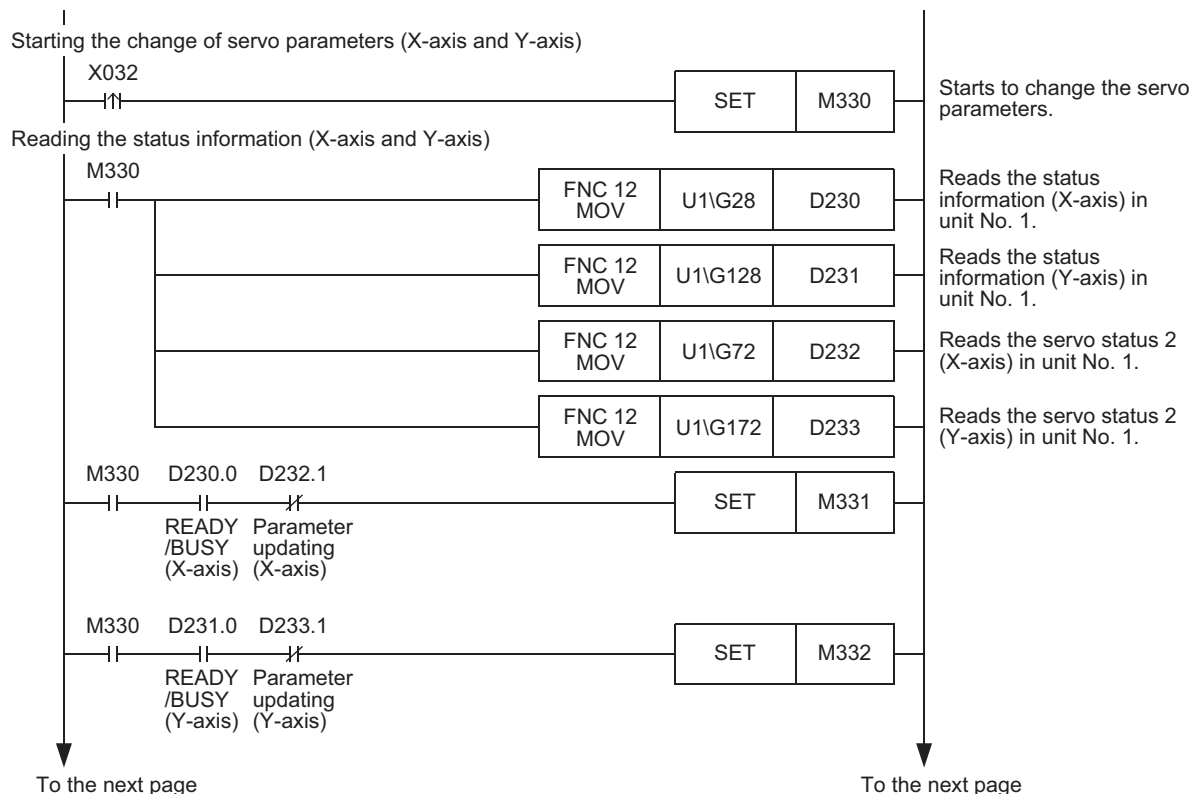 Starting the change of servo parameters (X-axis and Y-axis)
X032
SET M330
Starts to change the servo
parameters.
Reading the status information (X-axis and Y-axis)
M330
FNC 12
MOV
U1\G28
D230
Reads the status
information (X-axis) in
unit No. 1.
FNC 12
MOV
U1\G128
D231
Reads the status
information (Y-axis) in
unit No. 1.
FNC 12
MOV
U1\G72
D232
Reads the servo status 2
(X-axis) in unit No. 1.
FNC 12
MOV
U1\G172
D233
Reads the servo status 2
(Y-axis) in unit No. 1.
M330 D230.0 D232.1
SET M331
READY Parameter
/BUSY updating
(X-axis) (X-axis)
M330 D231.0 D233.1
SET M332
READY Parameter
/BUSY updating
(Y-axis) (Y-axis)
To the next page To the next page